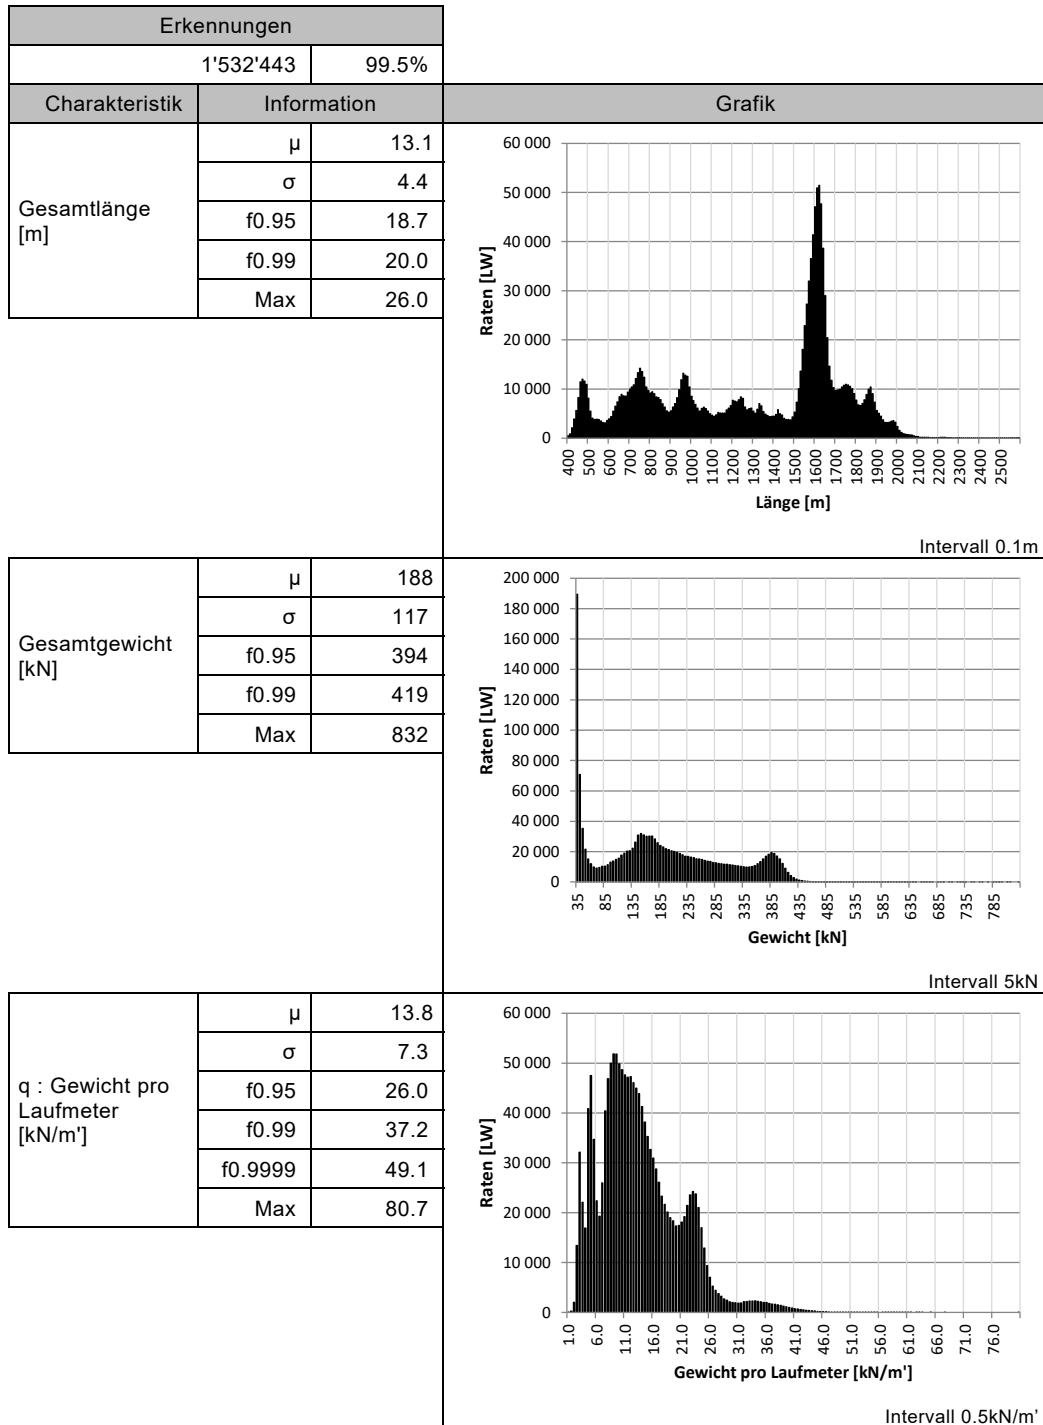 Erkennungen
1'532'443 99.5%
Charakteristik Information Grafik
Gesamtlänge [m]
µ 13.1
σ 4.4
f0.95 18.7
f0.99 20.0
Max 26.0
60 000
50 000
40 000
30 000
20 000
10 000
0
Raten [LW]
400 500 600 700 800 900 1000 1100 1200 1300 1400 1500 1600 1700 1800 1900 2000 2100 2200 2300 2400 2500
Länge [m]
Intervall 0.1m
Gesamtgewicht [kN]
µ 188
σ 117
f0.95 394
f0.99 419
Max 832
200 000
180 000
160 000
140 000
120 000
100 000
80 000
60 000
40 000
20 000
0
Raten [LW]
35 85 135 185 235 285 335 385 435 485 535 585 635 685 735 785
Gewicht [kN]
Intervall 5kN
q : Gewicht pro Laufmeter [kN/m']
µ 13.8
σ 7.3
f0.95 26.0
f0.99 37.2
f0.9999 49.1
Max 80.7
60 000
50 000
40 000
30 000
20 000
10 000
0
Raten [LW]
1.0 6.0 11.0 16.0 21.0 26.0 31.0 36.0 41.0 46.0 51.0 56.0 61.0 66.0 71.0 76.0
Gewicht pro Laufmeter [kN/m']
Intervall 0.5kN/m’